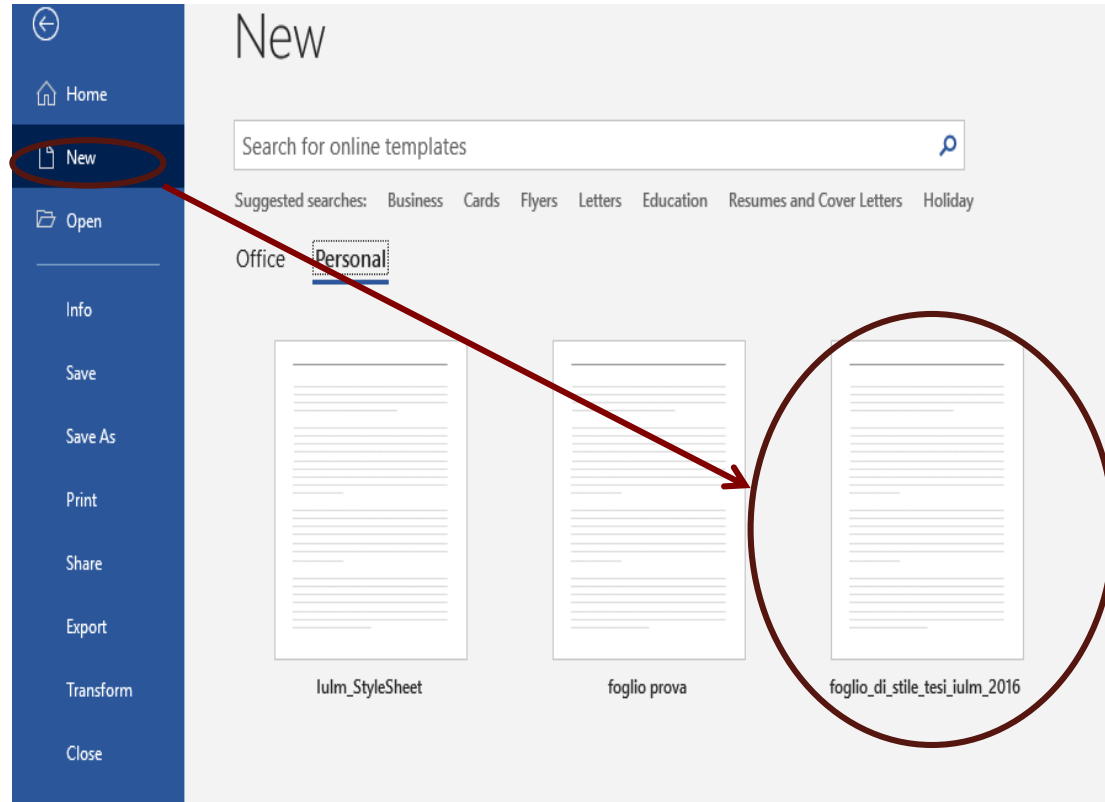 New
Home
New
Open
Info
Save
Save As
Print
Share
Export
Transform
Close
Search for online templates
Suggested searches: Business Cards Flyers Letters Education Resumes and Cover Letters Holiday
Office Personal
Iulm_StyleSheet
foglio prova
foglio_di_stile_tesi_iulm_2016